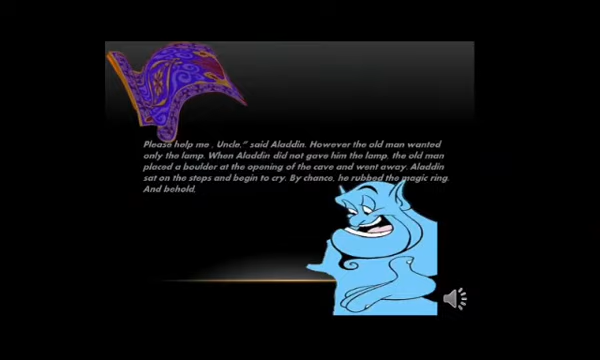 Please help me , Uncle," said Aladdin. However the old man wanted
only the lamp. When Aladdin did not gave him the lamp, the old man
placed a boulder at the opening of the cave and went away. Aladdin
sat on the steps and begin to cry. By chance, he rubbed the magic ring.
And behold,